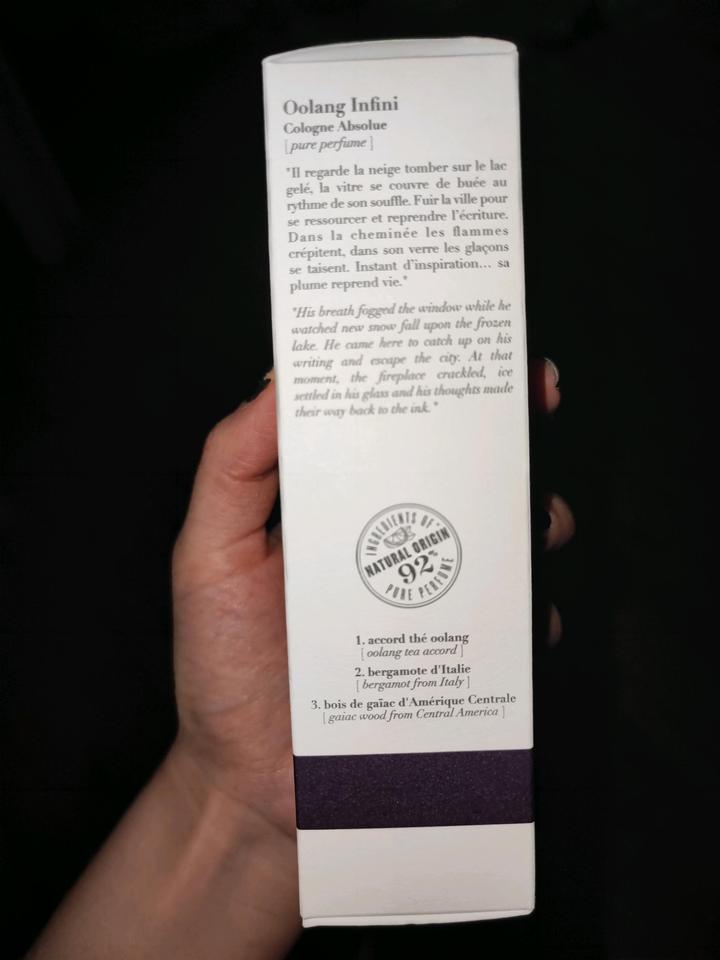 Oolang Infini
Cologne Absolue
[ pure perfume ]
"Il regarde la neige tomber sur le lac
gelé, la vitre se couvre de buée au
rythme de son souffle. Fuir la ville pour
se ressourcer et reprendre l'écriture.
Dans la cheminée les flammes
crépitent, dans son verre les glaçons
se taisent. Instant d'inspiration... sa
plume reprend vie."
"His breath fogged the window while he
watched new snow fall upon the frozen
lake. He came here to catch up on his
writing and escape the city. At that
moment, the fireplace crackled, ice
settled in his glass and his thoughts made
their way back to the ink."
INGREDIENTS OF
NATURAL ORIGIN
92%
PURE PERFUME
1. accord thé oolang
[ oolang tea accord ]
2. bergamote d'Italie
[ bergamot from Italy ]
3. bois de gaïac d'Amérique Centrale
[ gaiac wood from Central America ]